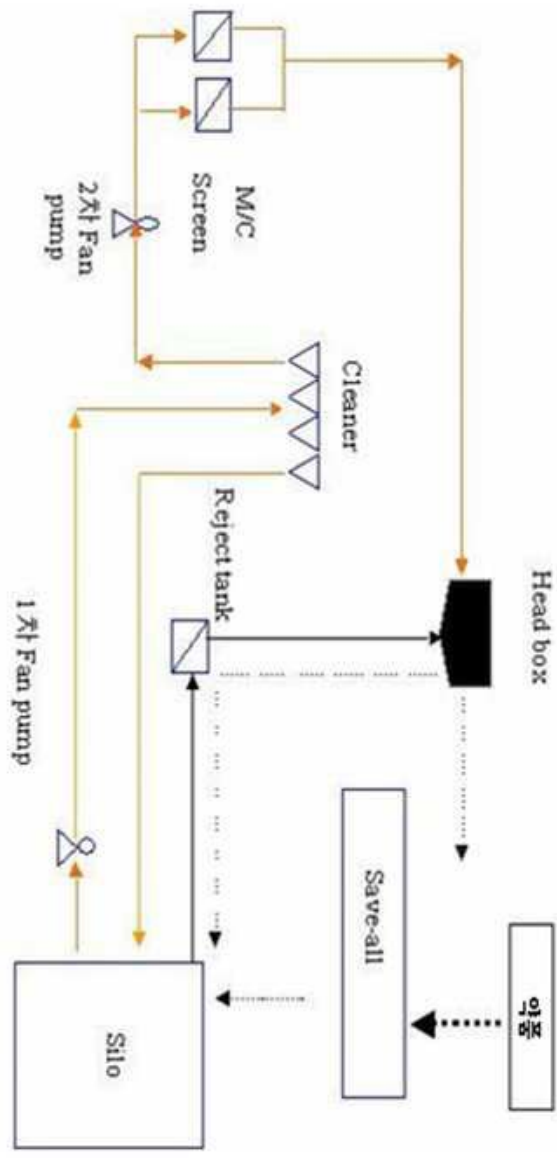 Head box
약품
Save-all
Cleaner
M/C
Screen
Reject tank
Silo
2차 Fan
pump
1차 Fan pump